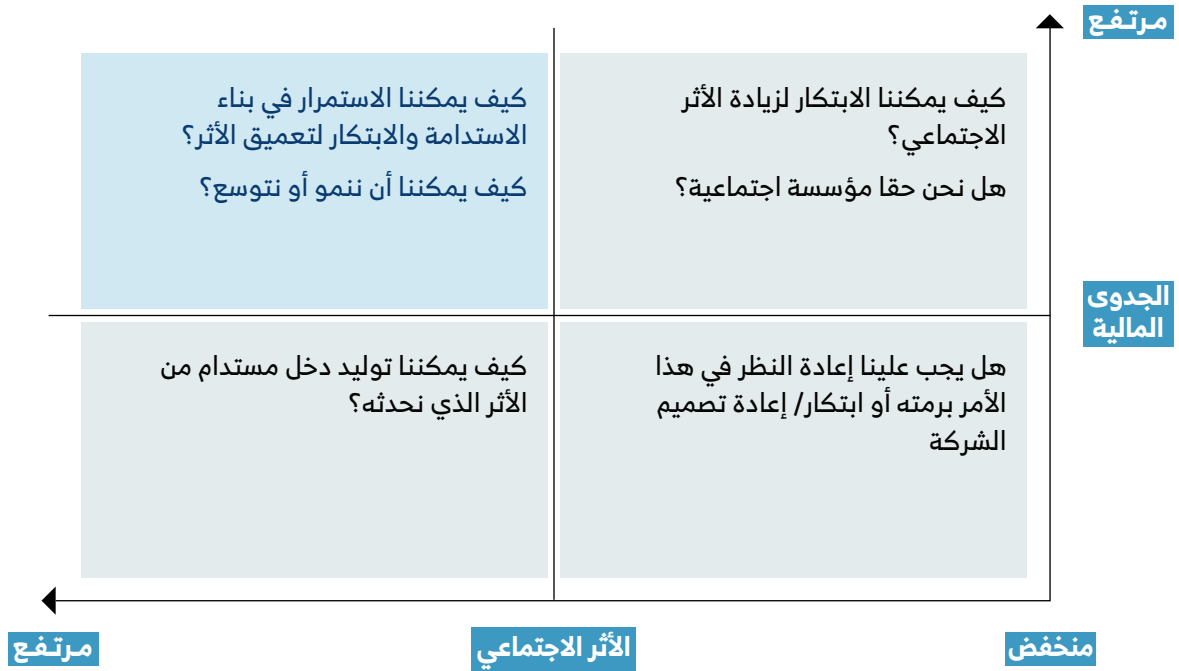 مرتفع
كيف يمكننا الابتكار لزيادة الأثر
الاجتماعي؟
هل نحن حقا مؤسسة اجتماعية؟
كيف يمكننا الاستمرار في بناء
الاستدامة والابتكار لتعميق الأثر؟
كيف يمكننا أن ننمو أو نتوسع؟
الجدوى
المالية
هل يجب علينا إعادة النظر في هذا
الأمر برمته أو ابتكار/ إعادة تصميم
الشركة
كيف يمكننا توليد دخل مستدام من
الأثر الذي نحدثه؟
منخفض
الأثر الاجتماعي
مرتفع